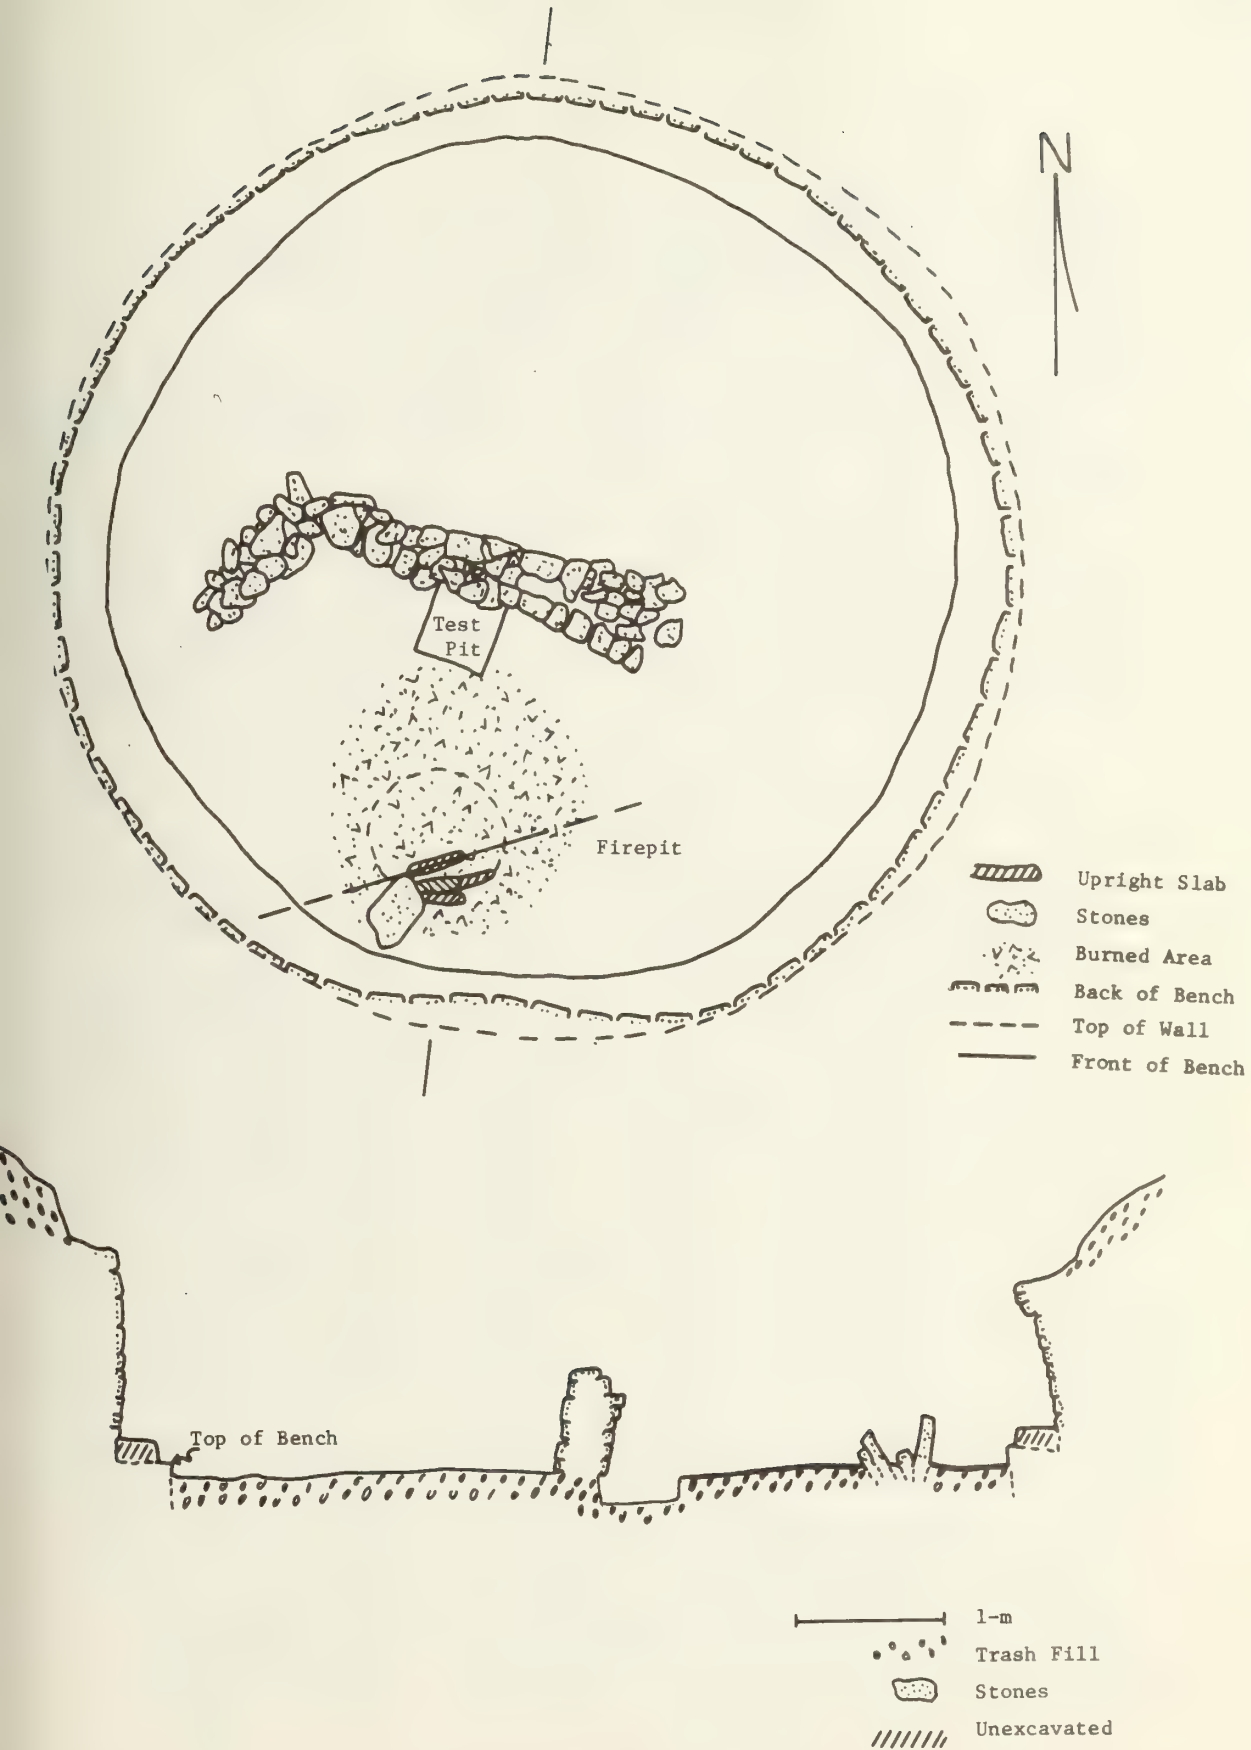 N
Test
Pit
Firepit
Upright Slab
Stones
Burned Area
Back of Bench
Top of Wall
Front of Bench
Top of Bench
1-m
Trash Fill
Stones
Unexcavated